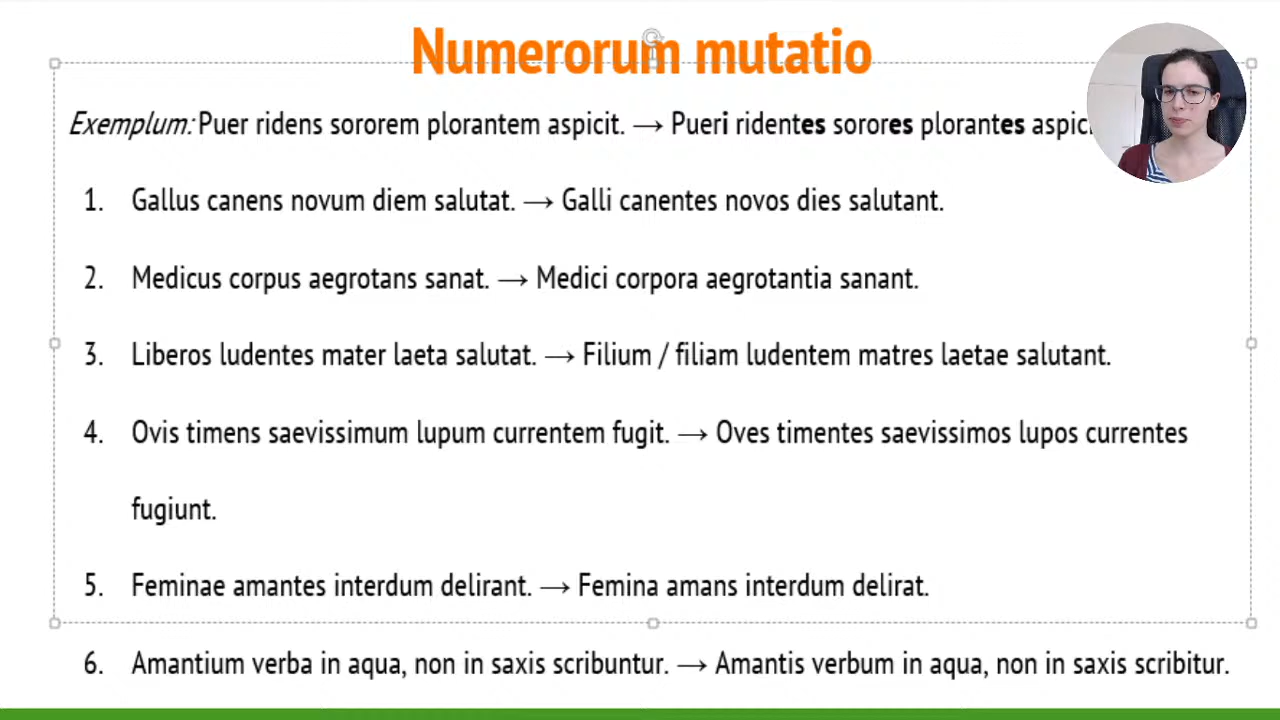 Numerorum mutatio
Exemplum: Puer ridens sororem plorantem aspicit. → Pueri ridentes sorores plorantes
1. Gallus canens novum diem salutat. → Galli canentes novos dies salutant.
2. Medicus corpus aegrotans sanat. → Medici corpora aegrotantia sanant.
3. Liberos ludentes mater laeta salutat. → Filium / filiam ludentem matres laetae salutant.
4. Ovis timens saevissimum lupum currentem fugit. → Oves timentes saevissimos lupos currentes
fugiunt.
5. Feminae amantes interdum delirant. → Femina amans interdum delirat.
6. Amantium verba in aqua, non in saxis scribuntur. → Amantis verbum in aqua, non in saxis scribitur.